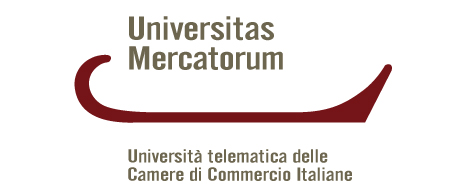 Universitas
Mercatorum
Università telematica delle
Camere di Commercio Italiane